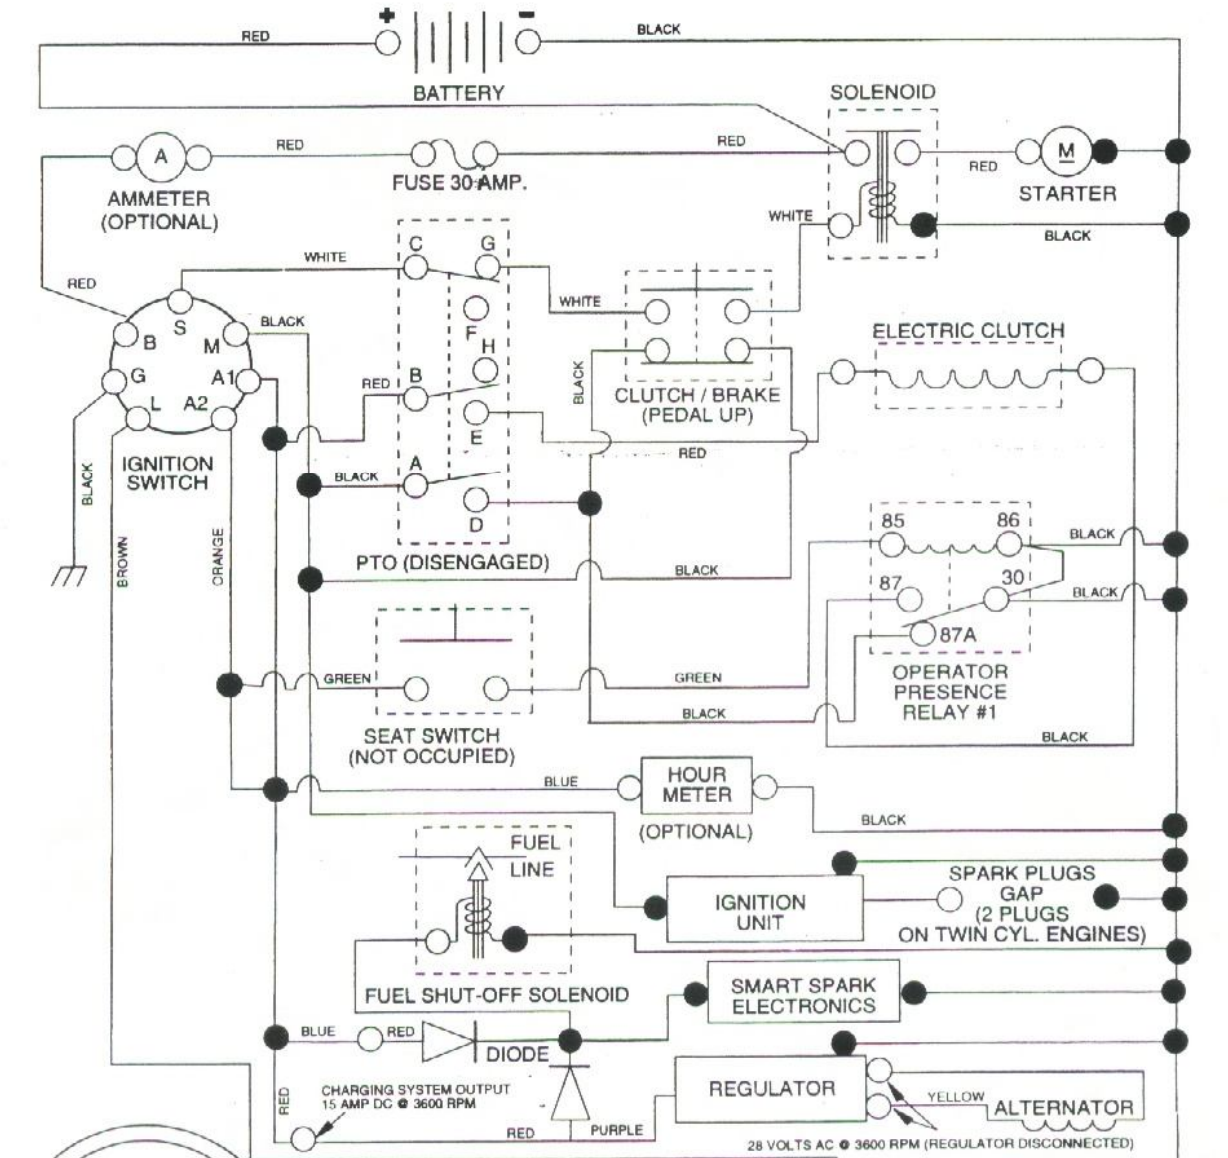 +
-
RED
BLACK
BATTERY
SOLENOID
A
RED
RED
RED
M
AMMETER
(OPTIONAL)
FUSE 30 AMP.
STARTER
WHITE
BLACK
C
G
WHITE
RED
S
WHITE
F
B
M
BLACK
H
ELECTRIC CLUTCH
G
A1
RED
B
BLACK
CLUTCH / BRAKE
(PEDAL UP)
L
A2
E
RED
IGNITION
SWITCH
A
BLACK
BLACK
D
85
86
BLACK
BROWN
ORANGE
PTO (DISENGAGED)
BLACK
87
30
BLACK
87A
GREEN
GREEN
OPERATOR
PRESENCE
RELAY #1
BLACK
SEAT SWITCH
(NOT OCCUPIED)
BLACK
BLUE
HOUR
METER
(OPTIONAL)
BLACK
FUEL
LINE
IGNITION
UNIT
SPARK PLUGS
GAP
(2 PLUGS
ON TWIN CYL. ENGINES)
FUEL SHUT-OFF SOLENOID
SMART SPARK
ELECTRONICS
BLUE
RED
DIODE
RED
CHARGING SYSTEM OUTPUT
15 AMP DC @ 3600 RPM
REGULATOR
YELLOW
ALTERNATOR
RED
PURPLE
28 VOLTS AC @ 3600 RPM (REGULATOR DISCONNECTED)